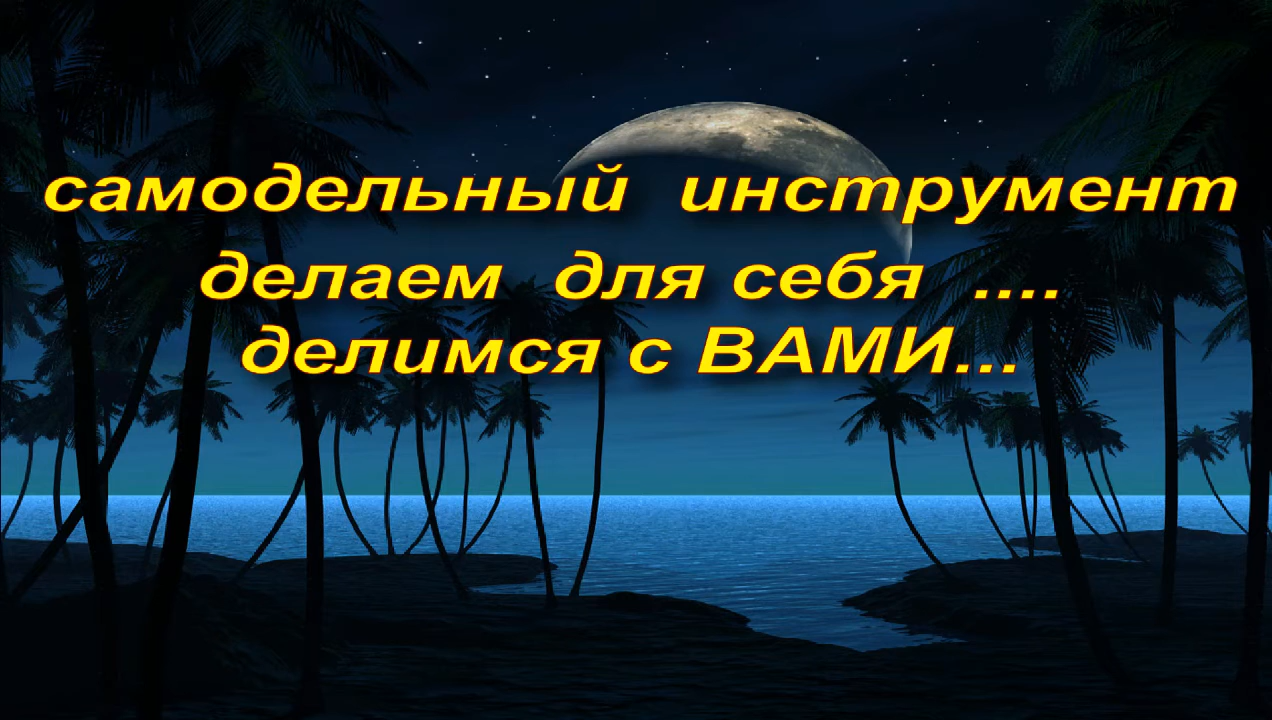 самодельный инструмент
делаем для себя ....
делимся с ВАМИ...